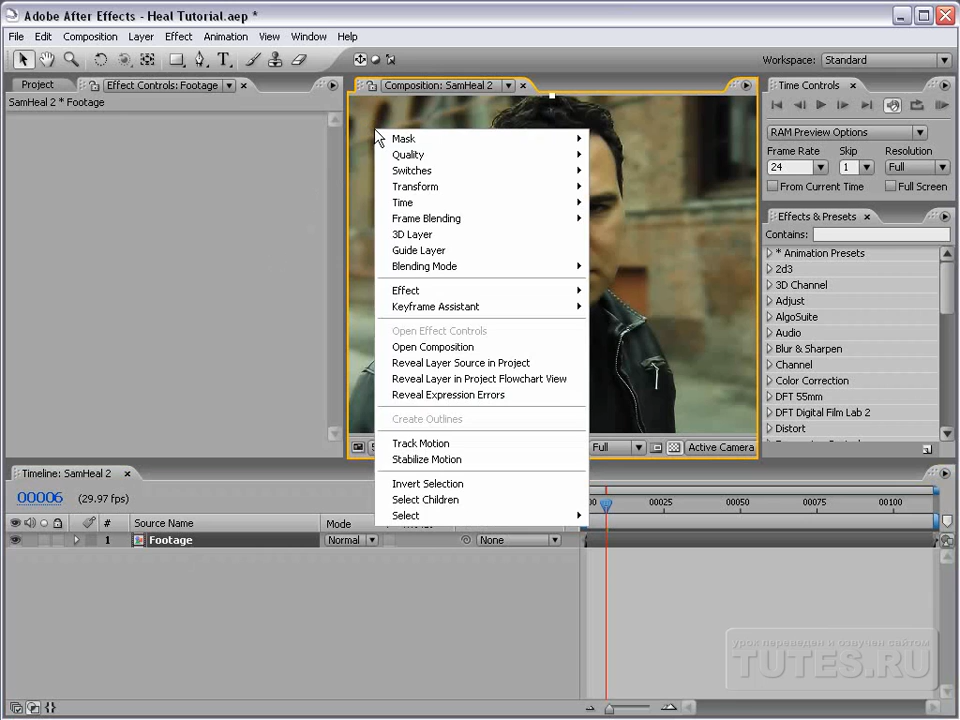 Adobe After Effects - Heal Tutorial.aep *
File Edit Composition Layer Effect Animation View Window Help
Workspace: Standard
Project
Effect Controls: Footage
SamHeal 2 * Footage
Composition: SamHeal 2
Mask
Quality
Switches
Transform
Time
Frame Blending
3D Layer
Guide Layer
Blending Mode
Effect
Keyframe Assistant
Open Effect Controls
Open Composition
Reveal Layer Source in Project
Reveal Layer in Project Flowchart View
Reveal Expression Errors
Create Outlines
Track Motion
Stabilize Motion
Invert Selection
Select Children
Select
Full
Active Camera
Time Controls
RAM Preview Options
Frame Rate Skip Resolution
24 1 Full
From Current Time Full Screen
Effects & Presets
Contains:
* Animation Presets
2d3
3D Channel
Adjust
AlgoSuite
Audio
Blur & Sharpen
Channel
Color Correction
DFT 55mm
DFT Digital Film Lab 2
Distort
Timeline: SamHeal 2
00006 (29.97 fps)
00025 00050 00075 00100
# Source Name Mode
1 Footage Normal None
урок переведен и озвучен сайтом
TUTES.RU